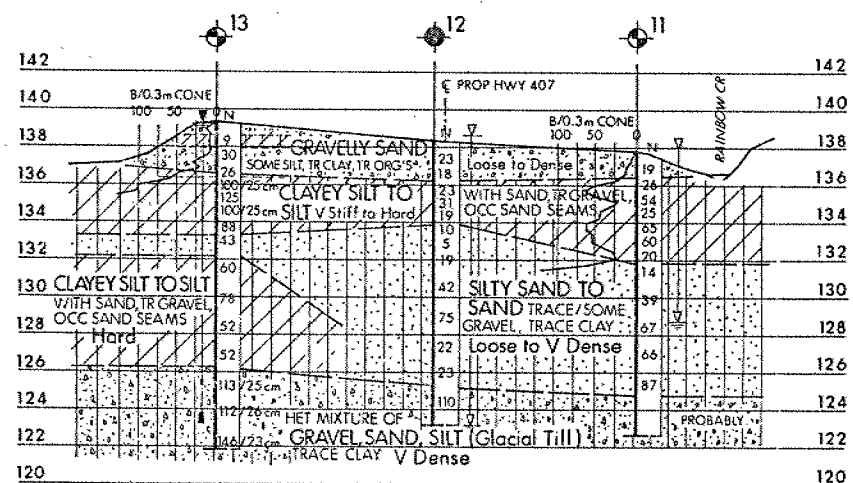 13 12 11
142 142
B/0.3m CONE
100 50 0
N
℄ PROP HWY 407
B/0.3m CONE
100 50 0
N
N
RAINBOW CR
140 140
138 138
136 136
134 134
132 132
130 130
128 128
126 126
124 124
122 122
120 120
9
30
26
100/25cm
125
100/25cm
88
43
60
78
52
52
113/25cm
112/26cm
146/23cm
GRAVELLY SAND
SOME SILT, TR CLAY, TR ORG'S
CLAYEY SILT TO
SILT V Stiff to Hard
23
18
23
31
19
10
5
19
42
75
22
23
110
Loose to Dense
WITH SAND, TR GRAVEL,
OCC SAND SEAMS
19
26
54
25
65
60
20
14
39
67
66
87
CLAYEY SILT TO SILT
WITH SAND, TR GRAVEL,
OCC SAND SEAMS
Hard
SILTY SAND TO
SAND TRACE/SOME
GRAVEL, TRACE CLAY
Loose to V Dense
HET MIXTURE OF
GRAVEL, SAND, SILT (Glacial Till)
TRACE CLAY V Dense
PROBABLY